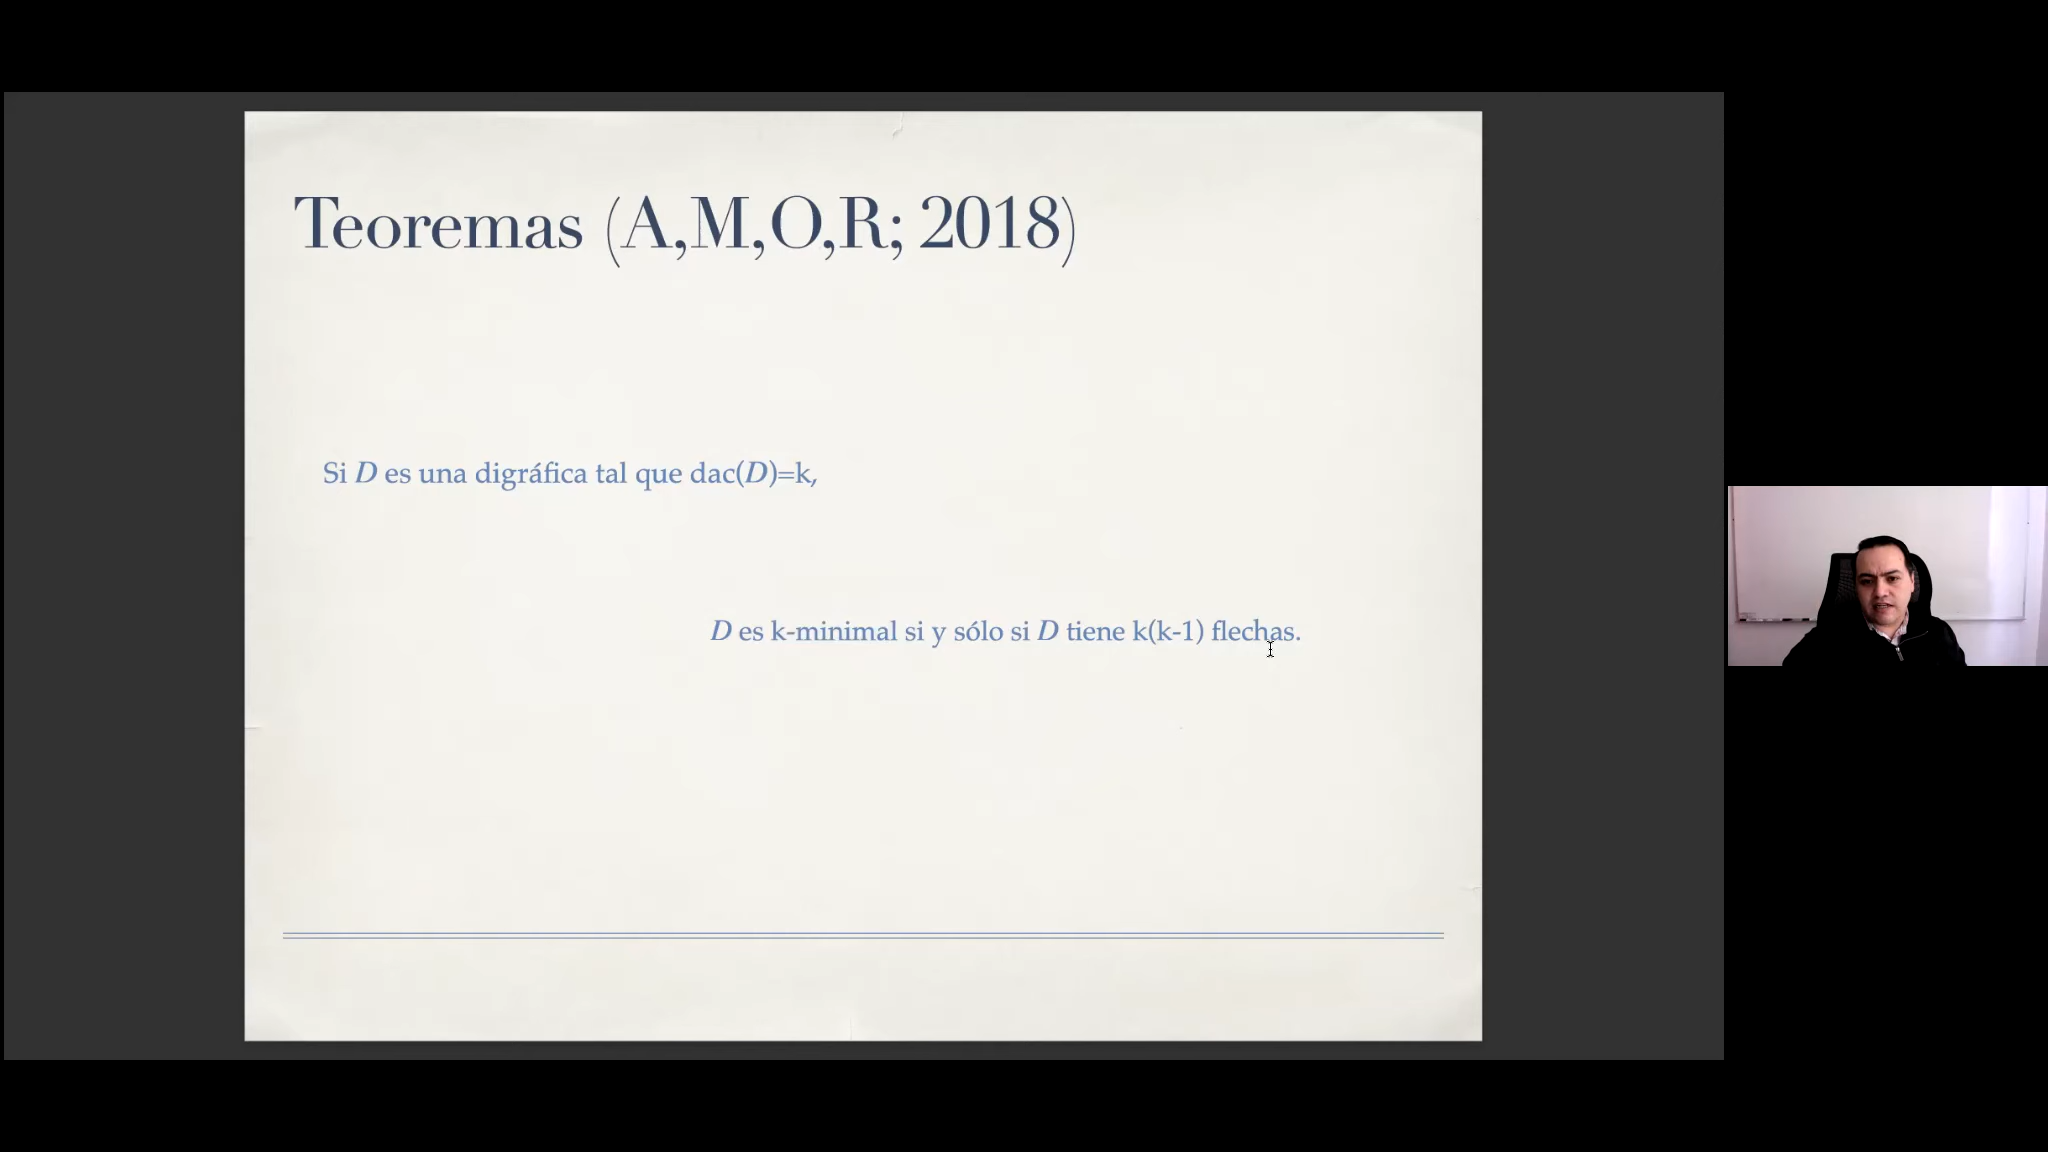 Teoremas (A,M,O,R; 2018)
Si D es una digráfica tal que dac(D)=k,
D es k-minimal si y sólo si D tiene k(k-1) flechas.